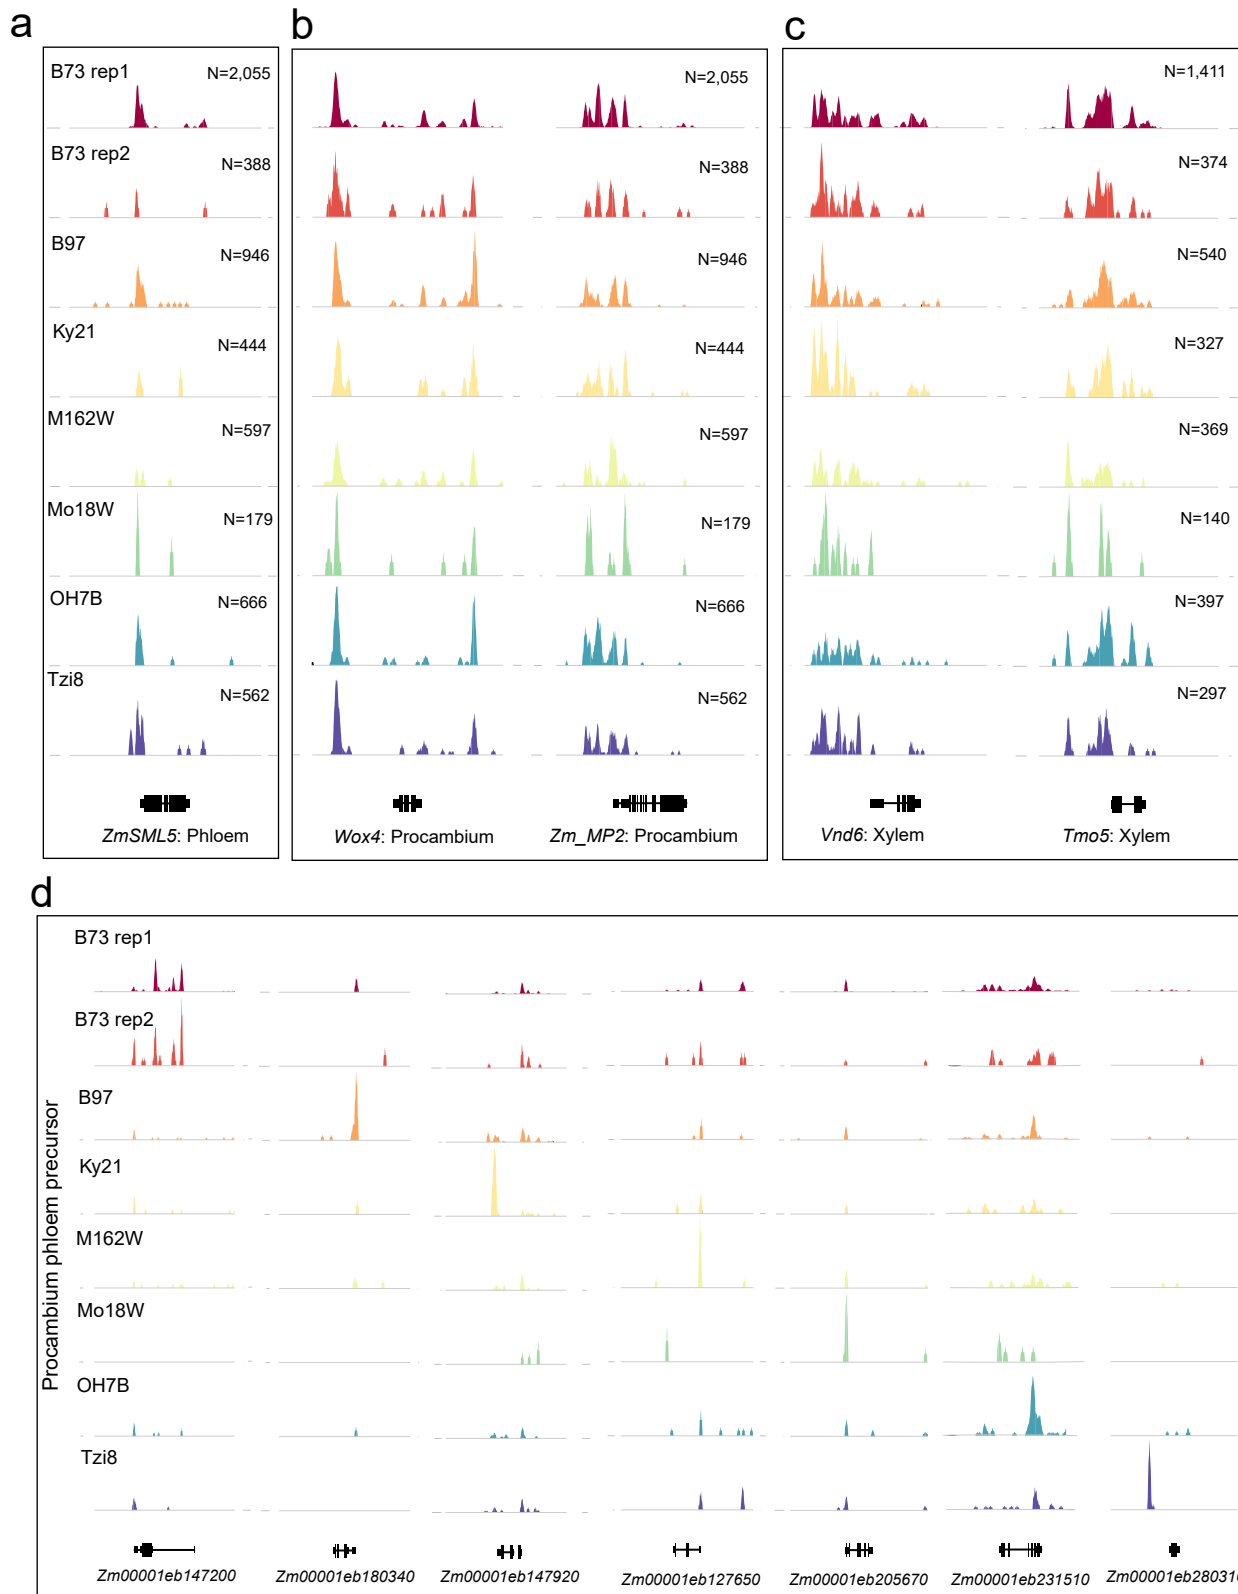 a
B73 rep1
N=2,055
B73 rep2
N=388
B97
N=946
Ky21
N=444
M162W
N=597
Mo18W
N=179
OH7B
N=666
Tzi8
N=562
ZmSML5: Phloem
b
N=2,055
N=388
N=946
N=444
N=597
N=179
N=666
N=562
Wox4: Procambium Zm_MP2: Procambium
c
N=1,411
N=374
N=540
N=327
N=369
N=140
N=397
N=297
Vnd6: Xylem Tmo5: Xylem
d
Procambium phloem precursor
B73 rep1
B73 rep2
B97
Ky21
M162W
Mo18W
OH7B
Tzi8
Zm00001eb147200 Zm00001eb180340 Zm00001eb147920 Zm00001eb127650 Zm00001eb205670 Zm00001eb231510